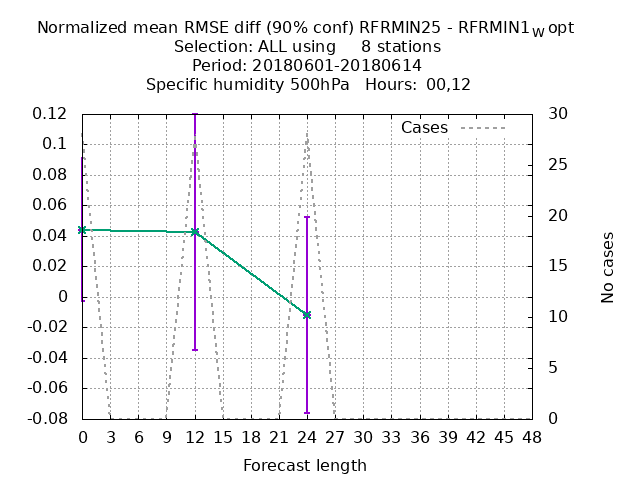 Normalized mean RMSE diff (90% conf) RFRMIN25 - RFRMIN1W opt
Selection: ALL using     8 stations
Period: 20180601-20180614
Specific humidity 500hPa   Hours: 00,12
Cases
0.12
0.1
0.08
0.06
0.04
0.02
0
-0.02
-0.04
-0.06
-0.08
30
25
20
15
10
5
0
No cases
0 3 6 9 12 15 18 21 24 27 30 33 36 39 42 45 48
Forecast length